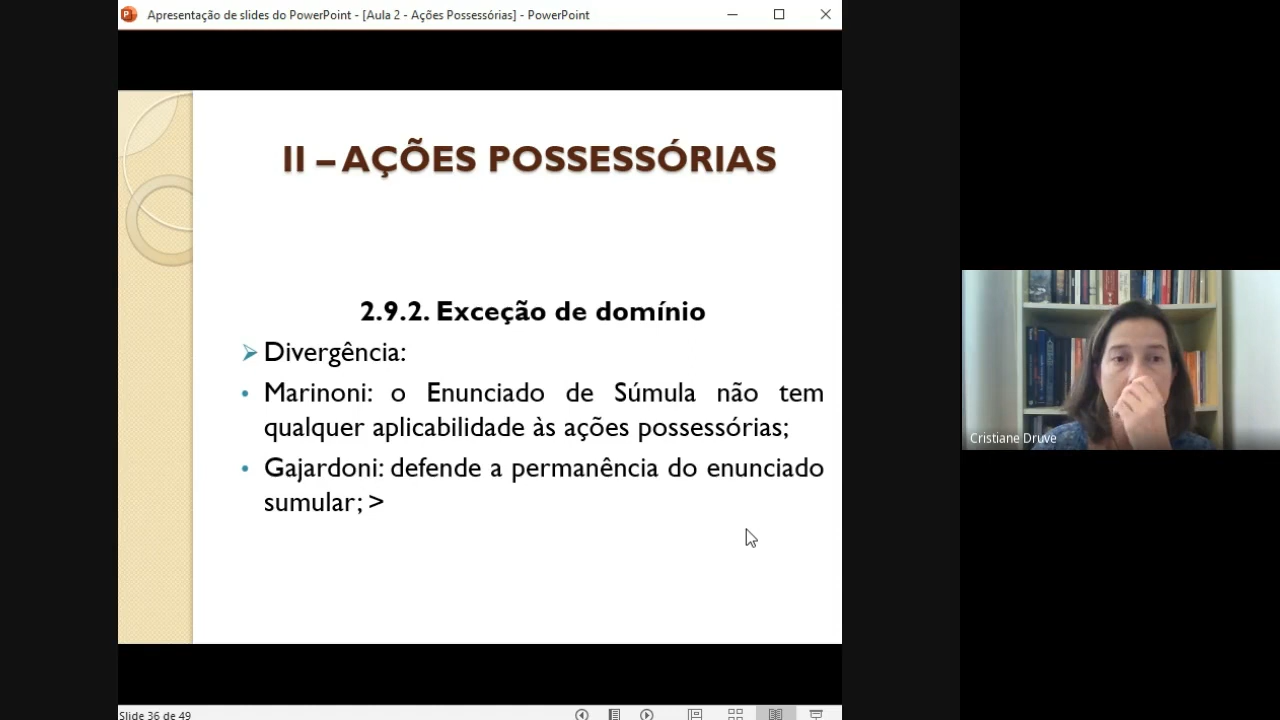 Apresentação de slides do PowerPoint - [Aula 2 - Ações Possessórias] - PowerPoint
II – AÇÕES POSSESSÓRIAS
2.9.2. Exceção de domínio
Divergência:
Marinoni: o Enunciado de Súmula não tem
qualquer aplicabilidade às ações possessórias;
Gajardoni: defende a permanência do enunciado
sumular; >
Cristiane Druve
Slide 36 de 49